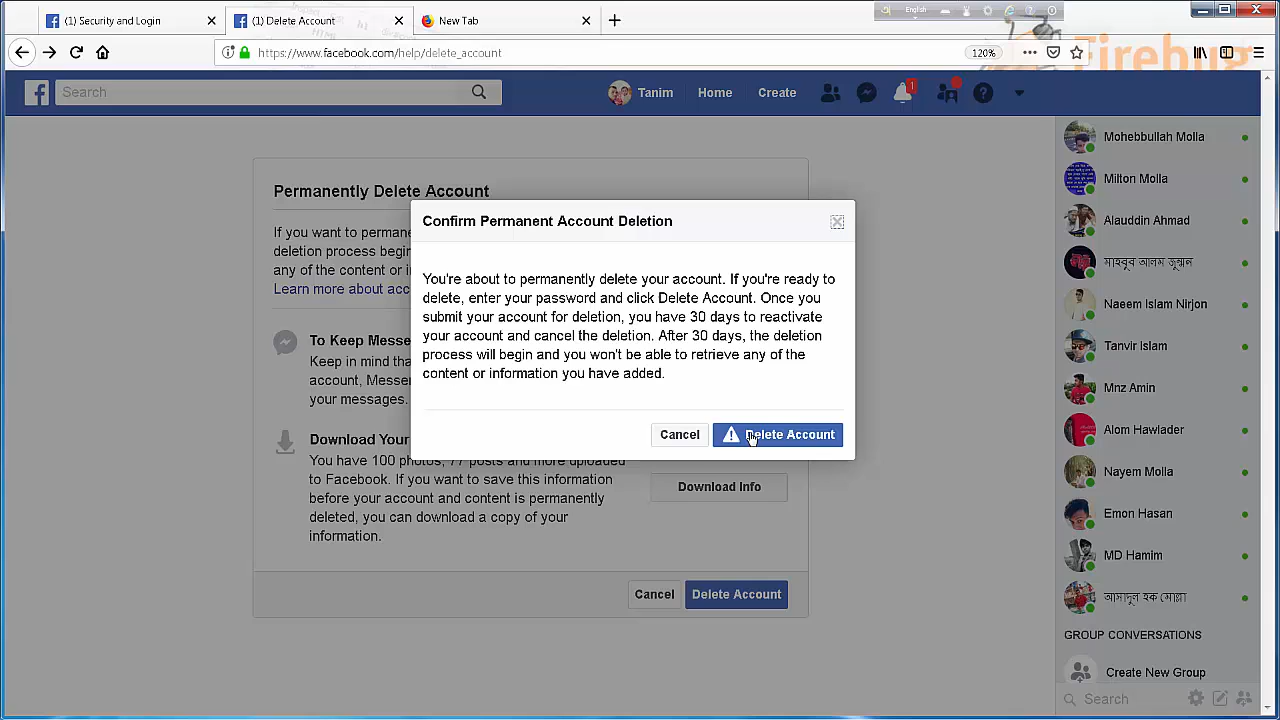 (1) Security and Login
(1) Delete Account
New Tab
English
https://www.facebook.com/help/delete_account
120%
Firebug
Search
Tanim
Home
Create
1
Permanently Delete Account
If you want to permane
deletion process begin
any of the content or i
Learn more about acc
To Keep Messe
Keep in mind tha
account, Messer
your messages.
Download Your
You have 100 photos, 77 posts and more uploaded
to Facebook. If you want to save this information
before your account and content is permanently
deleted, you can download a copy of your
information.
Download Info
Cancel
Delete Account
Confirm Permanent Account Deletion
You're about to permanently delete your account. If you're ready to
delete, enter your password and click Delete Account. Once you
submit your account for deletion, you have 30 days to reactivate
your account and cancel the deletion. After 30 days, the deletion
process will begin and you won't be able to retrieve any of the
content or information you have added.
Cancel
Delete Account
Mohebbullah Molla
Milton Molla
Alauddin Ahmad
মাহবুব আলম জুম্মান
Naeem Islam Nirjon
Tanvir Islam
Mnz Amin
Alom Hawlader
Nayem Molla
Emon Hasan
MD Hamim
আসাদুল হক মোল্লা
GROUP CONVERSATIONS
Create New Group
Search